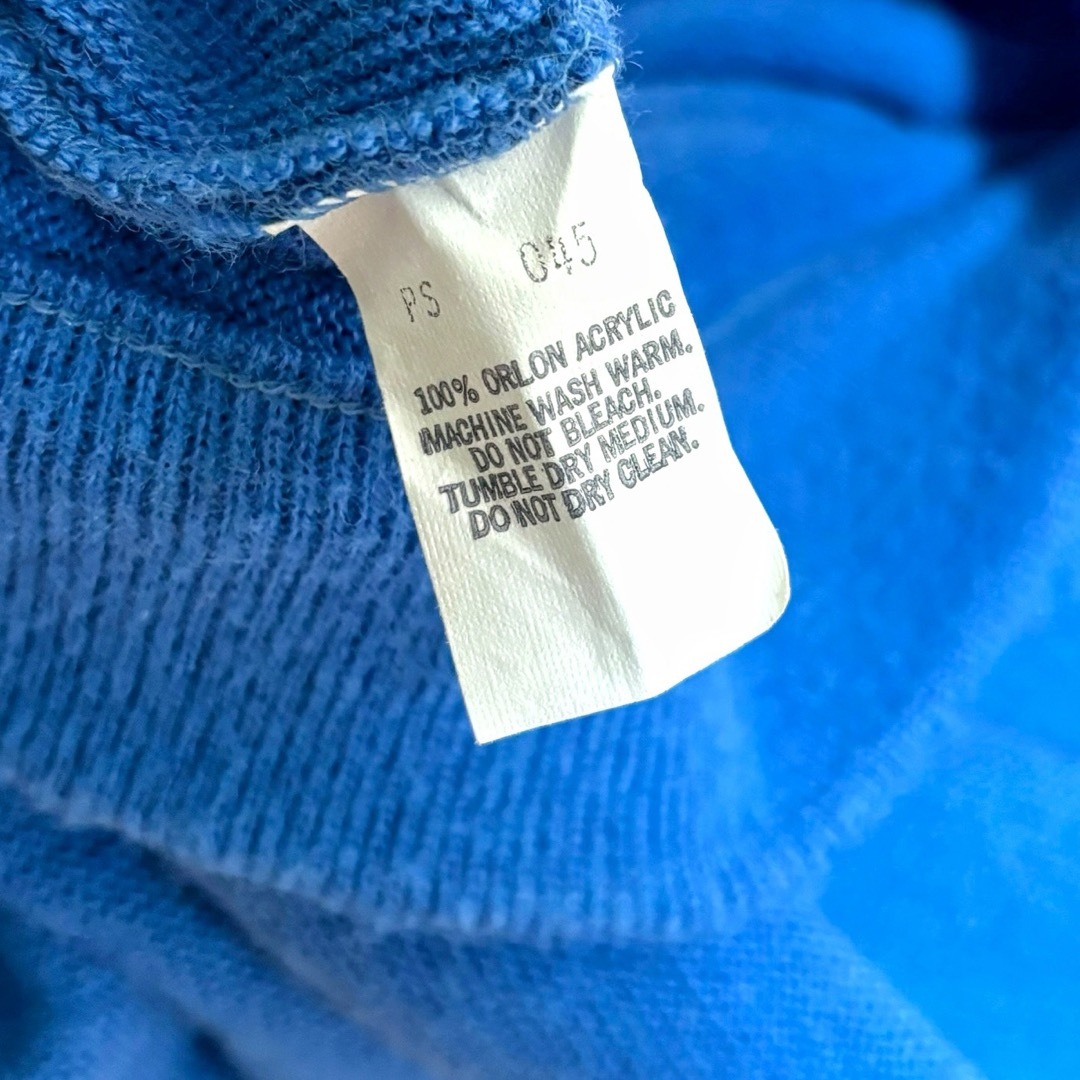 PS 045
100% ORLON ACRYLIC
MACHINE WASH WARM.
DO NOT BLEACH.
TUMBLE DRY MEDIUM.
DO NOT DRY CLEAN.